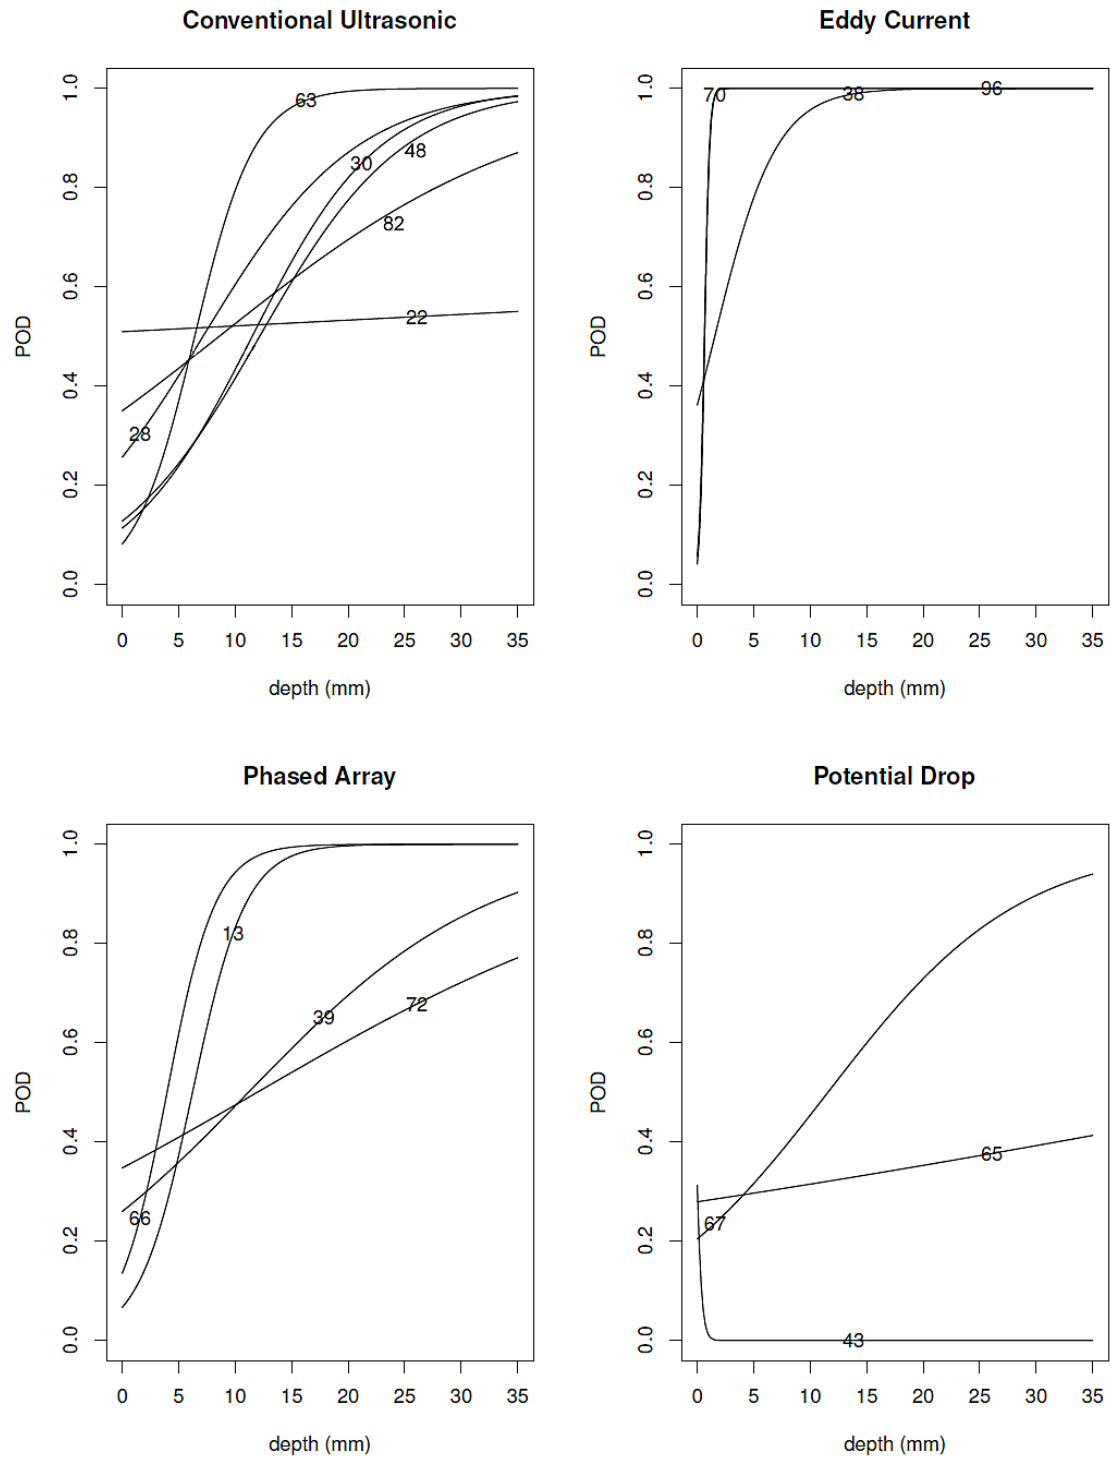 Conventional Ultrasonic
POD
0.0 0.2 0.4 0.6 0.8 1.0
63
30
48
82
22
28
0 5 10 15 20 25 30 35
depth (mm)
Eddy Current
POD
0.0 0.2 0.4 0.6 0.8 1.0
70
38
96
0 5 10 15 20 25 30 35
depth (mm)
Phased Array
POD
0.0 0.2 0.4 0.6 0.8 1.0
13
39
72
66
0 5 10 15 20 25 30 35
depth (mm)
Potential Drop
POD
0.0 0.2 0.4 0.6 0.8 1.0
65
67
43
0 5 10 15 20 25 30 35
depth (mm)